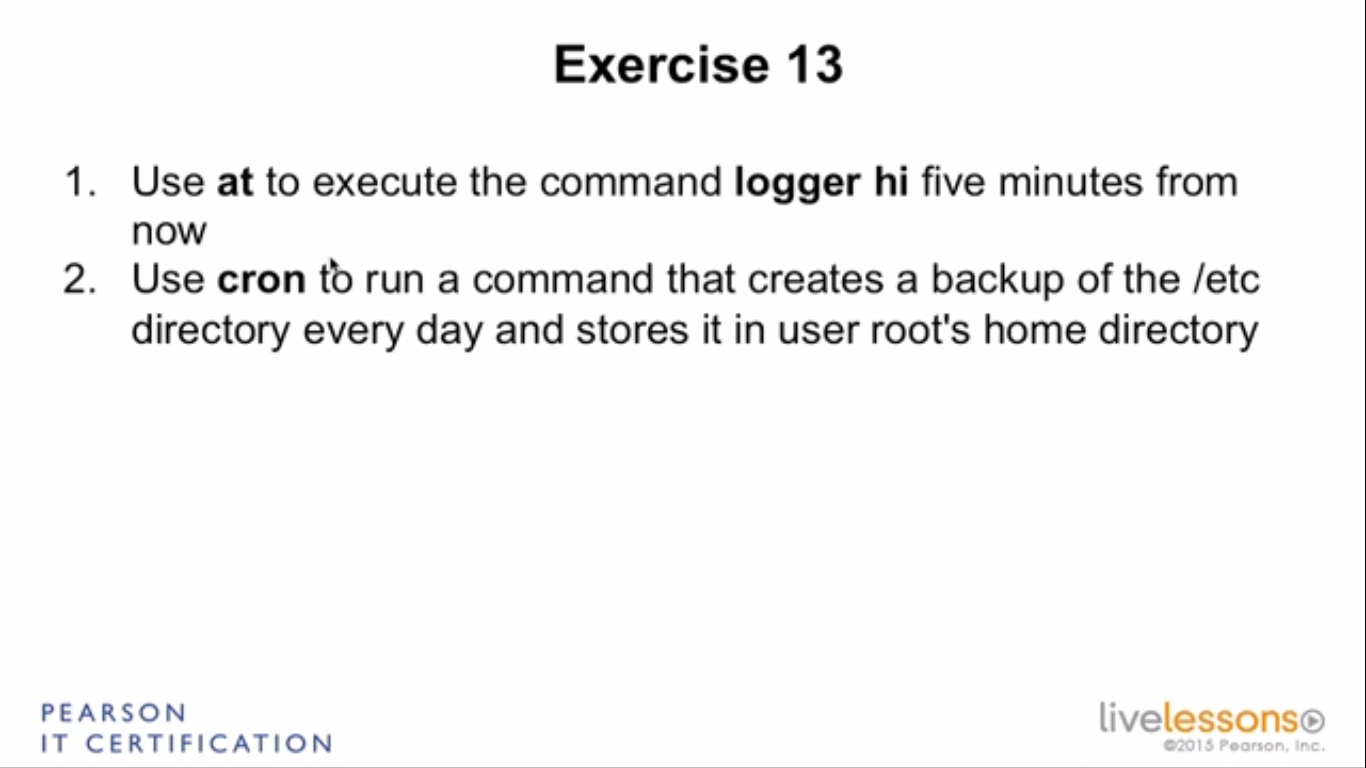 Exercise 13
1. Use at to execute the command logger hi five minutes from
now
2. Use cron to run a command that creates a backup of the /etc
directory every day and stores it in user root's home directory
PEARSON
IT CERTIFICATION
livelessons
©2015 Pearson, Inc.